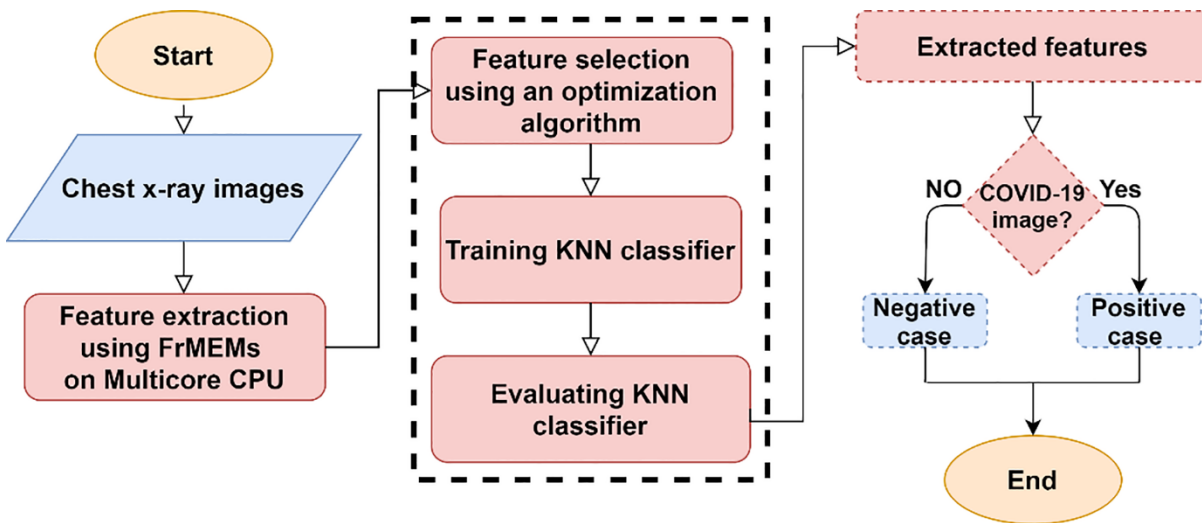 Start
Chest x-ray images
Feature extraction
using FrMEMs
on Multicore CPU
Feature selection
using an optimization
algorithm
Training KNN classifier
Evaluating KNN
classifier
Extracted features
COVID-19
image?
NO
Yes
Negative
case
Positive
case
End